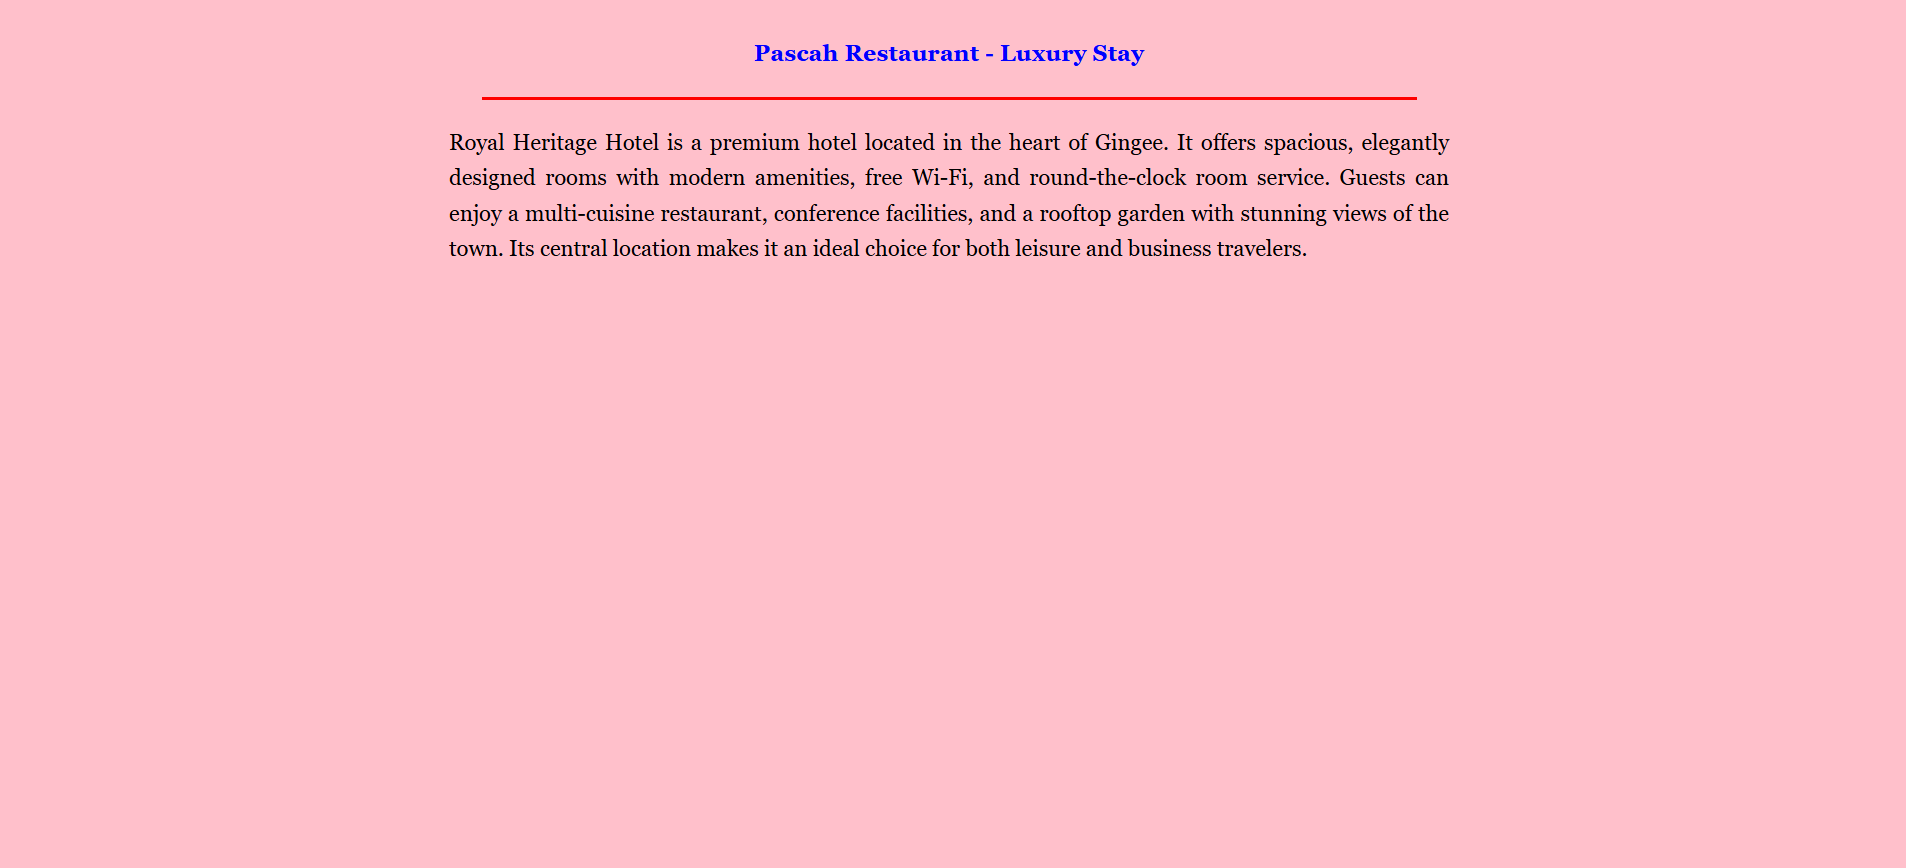 Pascah Restaurant - Luxury Stay
Royal Heritage Hotel is a premium hotel located in the heart of Gingee. It offers spacious, elegantly
designed rooms with modern amenities, free Wi-Fi, and round-the-clock room service. Guests can
enjoy a multi-cuisine restaurant, conference facilities, and a rooftop garden with stunning views of the
town. Its central location makes it an ideal choice for both leisure and business travelers.